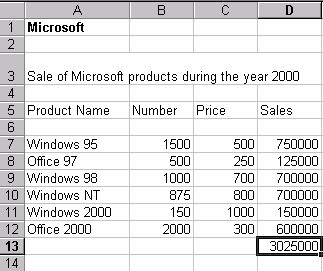 A B C D
1 Microsoft
2
3 Sale of Microsoft products during the year 2000
4
5 Product Name Number Price Sales
6
7 Windows 95 1500 500 750000
8 Office 97 500 250 125000
9 Windows 98 1000 700 700000
10 Windows NT 875 800 700000
11 Windows 2000 150 1000 150000
12 Office 2000 2000 300 600000
13 3025000
14